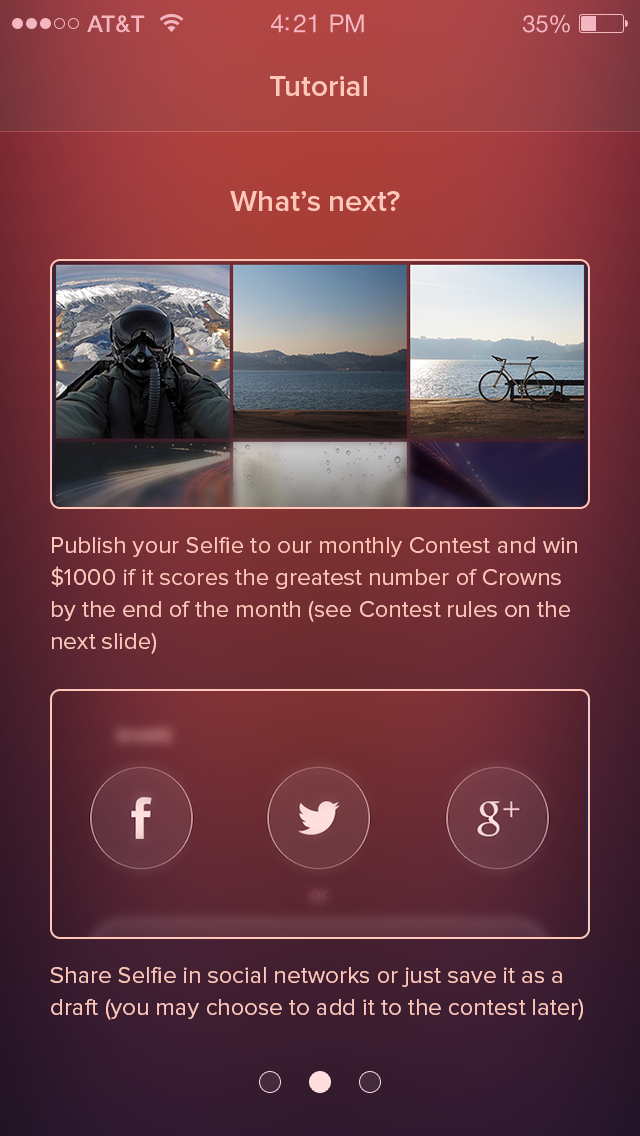 AT&T 4:21 PM 35%
Tutorial
What's next?
Publish your Selfie to our monthly Contest and win
$1000 if it scores the greatest number of Crowns
by the end of the month (see Contest rules on the
next slide)
SHARE
f g+
or
Share Selfie in social networks or just save it as a
draft (you may choose to add it to the contest later)